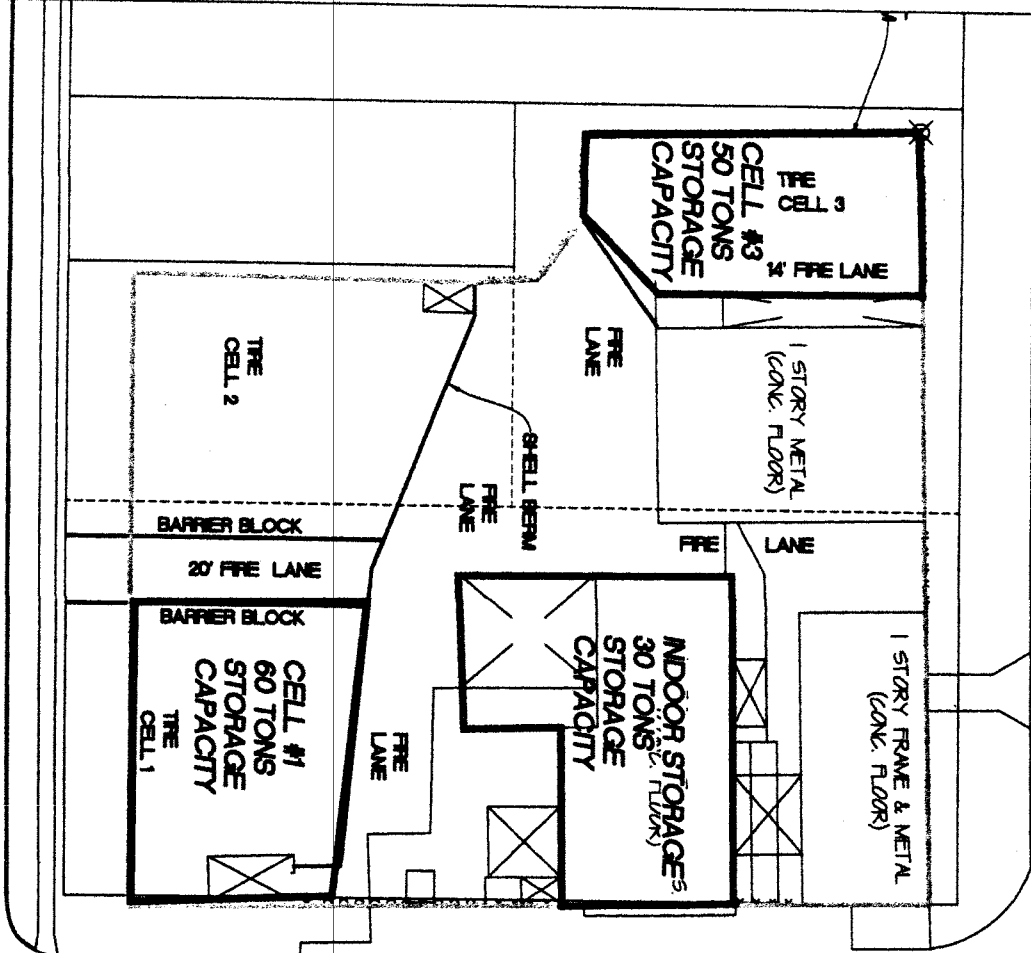 CELL #3
50 TONS
STORAGE
CAPACITY
TIRE
CELL 3
14' FIRE LANE
FIRE
LANE
1 STORY METAL
(CONC. FLOOR)
TIRE
CELL 2
SHELL BERM
FIRE
LANE
BARRIER BLOCK
20' FIRE LANE
BARRIER BLOCK
FIRE LANE
CELL #1
60 TONS
STORAGE
CAPACITY
TIRE
CELL 1
FIRE
LANE
INDOOR STORAGE
30 TONS
STORAGE
CAPACITY
FLOOR)
1 STORY FRAME & METAL
(CONC. FLOOR)